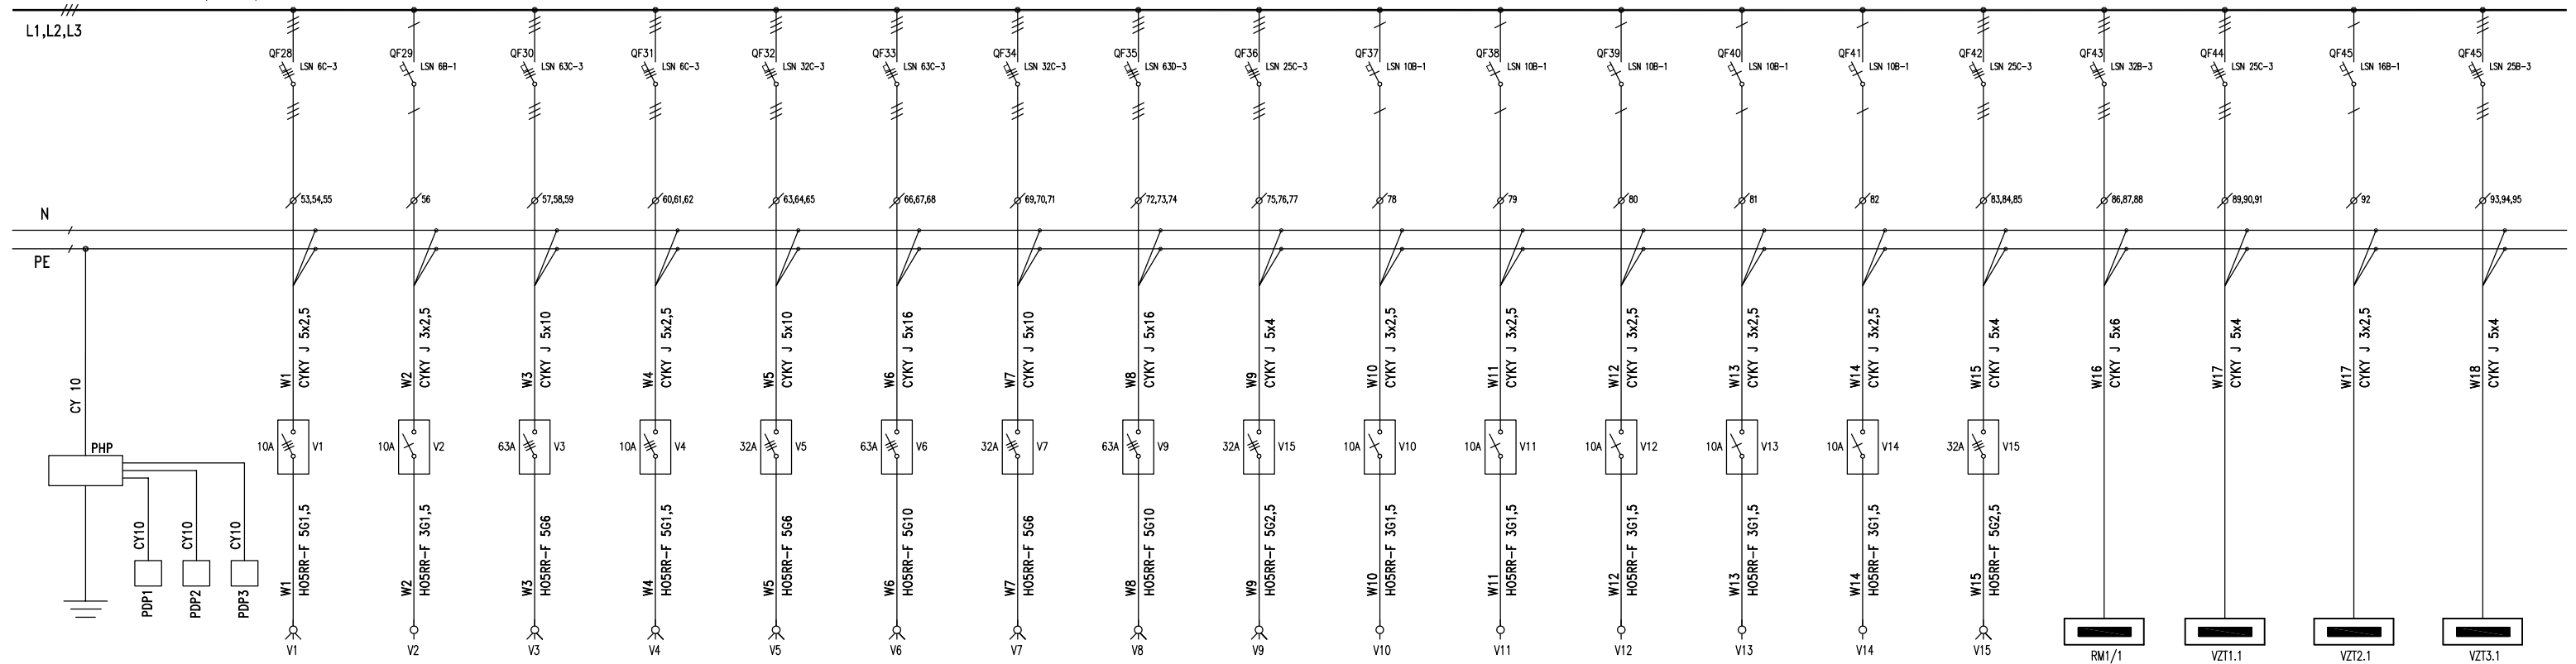 L1,L2,L3
QF28 QF29 QF30 QF31 QF32 QF33 QF34 QF35 QF36 QF37 QF38 QF39 QF40 QF41 QF42 QF43 QF44 QF45 QF45
LSN 6C-3 LSN 6B-1 LSN 63C-3 LSN 6C-3 LSN 32C-3 LSN 63C-3 LSN 32C-3 LSN 63D-3 LSN 25C-3 LSN 10B-1 LSN 10B-1 LSN 10B-1 LSN 10B-1 LSN 10B-1 LSN 25C-3 LSN 32B-3 LSN 25C-3 LSN 16B-1 LSN 25B-3
53,54,55 56 57,58,59 60,61,62 63,64,65 66,67,68 69,70,71 72,73,74 75,76,77 78 79 80 81 82 83,84,85 86,87,88 89,90,91 92 93,94,95
N
PE
CY 10
W1 W2 W3 W4 W5 W6 W7 W8 W9 W10 W11 W12 W13 W14 W15 W16 W17 W17 W18
CYKY J 5x2,5 CYKY J 3x2,5 CYKY J 5x10 CYKY J 5x2,5 CYKY J 5x10 CYKY J 5x16 CYKY J 5x10 CYKY J 5x16 CYKY J 5x4 CYKY J 3x2,5 CYKY J 3x2,5 CYKY J 3x2,5 CYKY J 3x2,5 CYKY J 3x2,5 CYKY J 5x4 CYKY J 5x6 CYKY J 5x4 CYKY J 3x2,5 CYKY J 5x4
PHP
10A V1 10A V2 63A V3 10A V4 32A V5 63A V6 32A V7 63A V9 32A V15 10A V10 10A V11 10A V12 10A V13 10A V14 32A V15
CY10 CY10 CY10
PDP1 PDP2 PDP3
W1 W2 W3 W4 W5 W6 W7 W8 W9 W10 W11 W12 W13 W14 W15
HO5RR-F 5G1,5 HO5RR-F 3G1,5 HO5RR-F 5G6 HO5RR-F 5G1,5 HO5RR-F 5G6 HO5RR-F 5G10 HO5RR-F 5G6 HO5RR-F 5G10 HO5RR-F 5G2,5 HO5RR-F 3G1,5 HO5RR-F 3G1,5 HO5RR-F 3G1,5 HO5RR-F 3G1,5 HO5RR-F 3G1,5 HO5RR-F 5G2,5
V1 V2 V3 V4 V5 V6 V7 V8 V9 V10 V11 V12 V13 V14 V15 RM1/1 VZT1.1 VZT2.1 VZT3.1